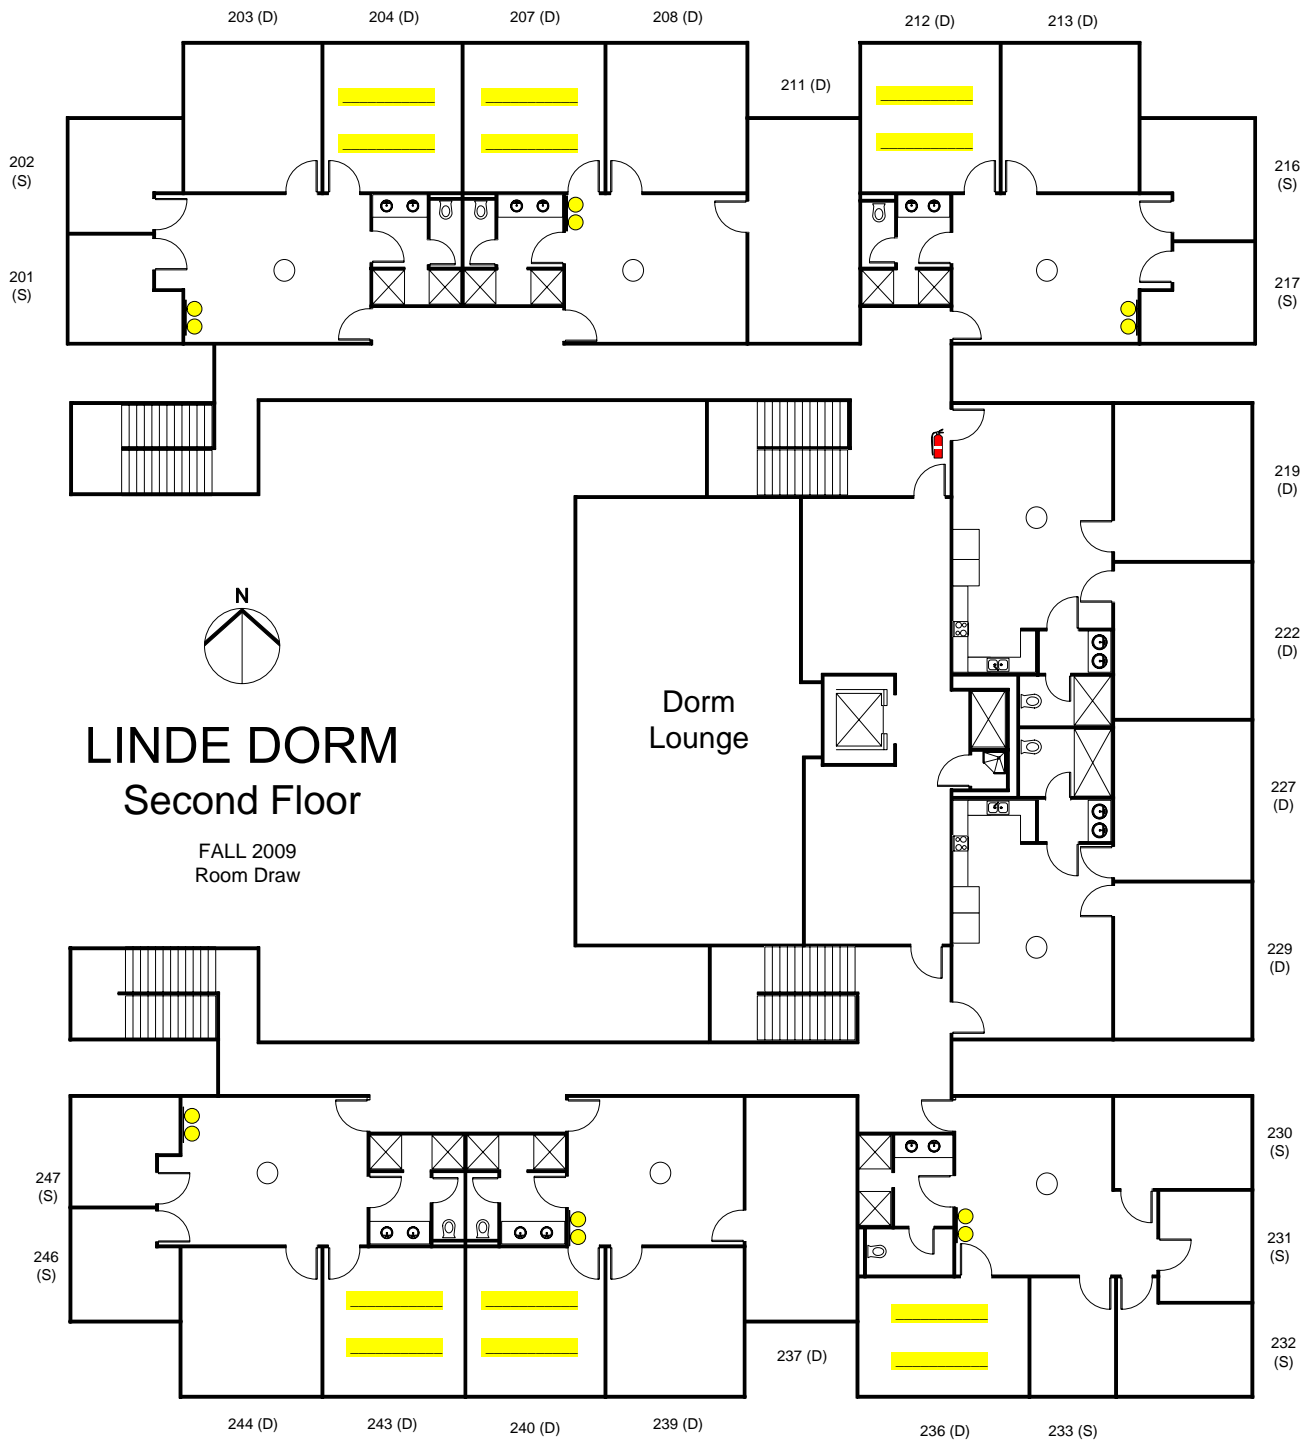 203 (D)
204 (D)
207 (D)
208 (D)
212 (D)
213 (D)
211 (D)
202
(S)
216
(S)
201
(S)
217
(S)
219
(D)
N
222
(D)
Dorm
Lounge
LINDE DORM
Second Floor
227
(D)
FALL 2009
Room Draw
229
(D)
230
(S)
247
(S)
231
(S)
246
(S)
232
(S)
237 (D)
244 (D)
243 (D)
240 (D)
239 (D)
236 (D)
233 (S)